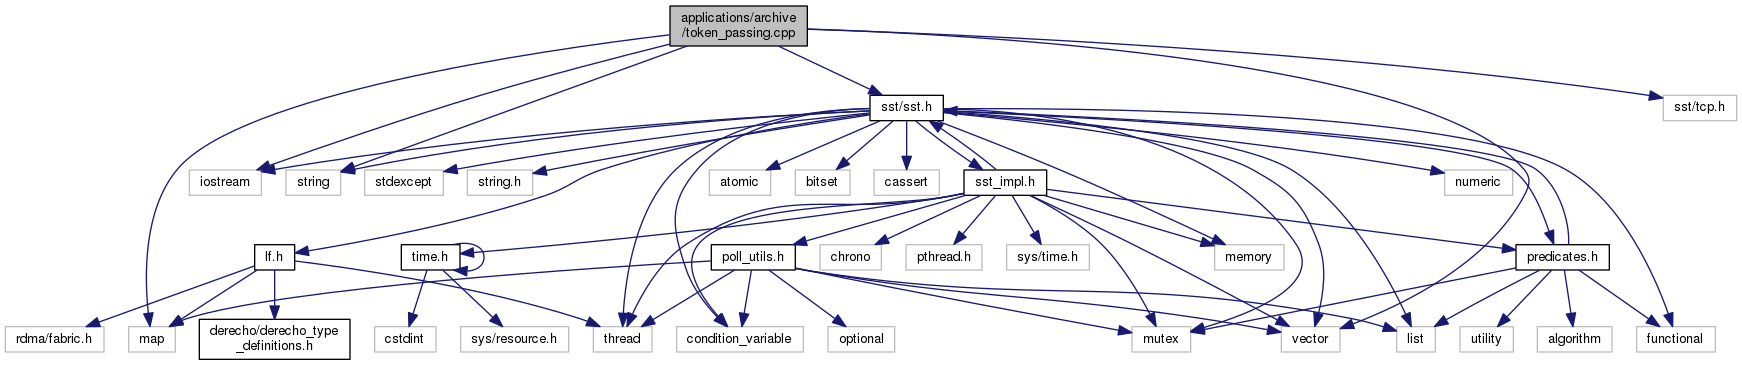 applications/archive
/token_passing.cpp
sst/sst.h
sst/tcp.h
iostream
string
stdexcept
string.h
atomic
bitset
cassert
sst_impl.h
numeric
lf.h
time.h
poll_utils.h
chrono
pthread.h
sys/time.h
memory
predicates.h
rdma/fabric.h
map
derecho/derecho_type
_definitions.h
cstdint
sys/resource.h
thread
condition_variable
optional
mutex
vector
list
utility
algorithm
functional